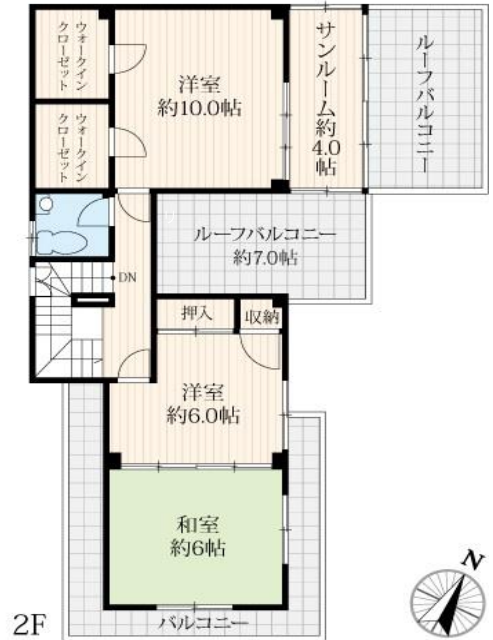 ウォークイン
クローゼット
洋室
約10.0帖
サンルーム約
4.0
帖
ルーフバルコニー
ウォークイン
クローゼット
ルーフバルコニー
約7.0帖
DN
押入
収納
洋室
約6.0帖
和室
約6帖
バルコニー
2F
N